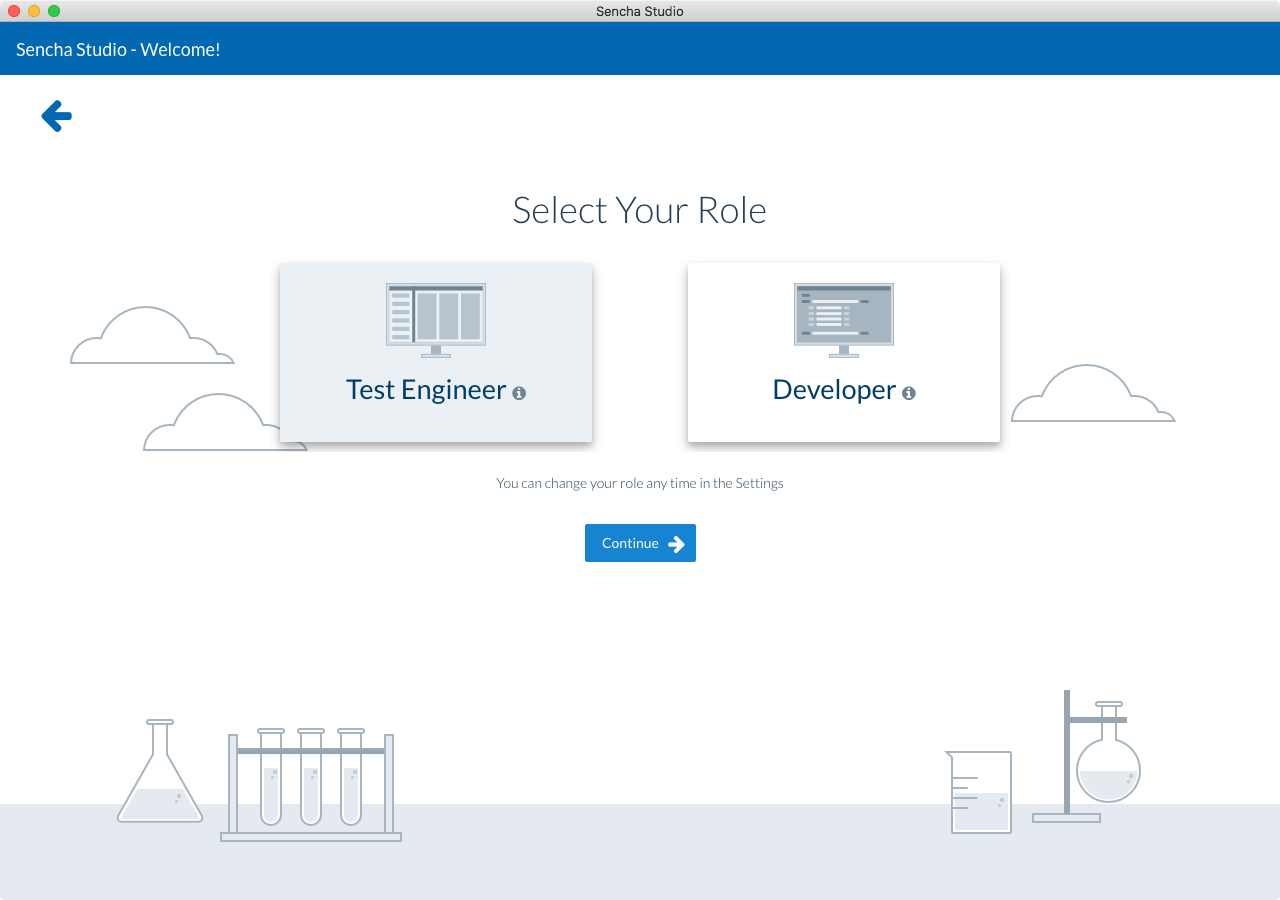 Sencha Studio
Sencha Studio - Welcome!
Select Your Role
Test Engineer
Developer
You can change your role any time in the Settings
Continue